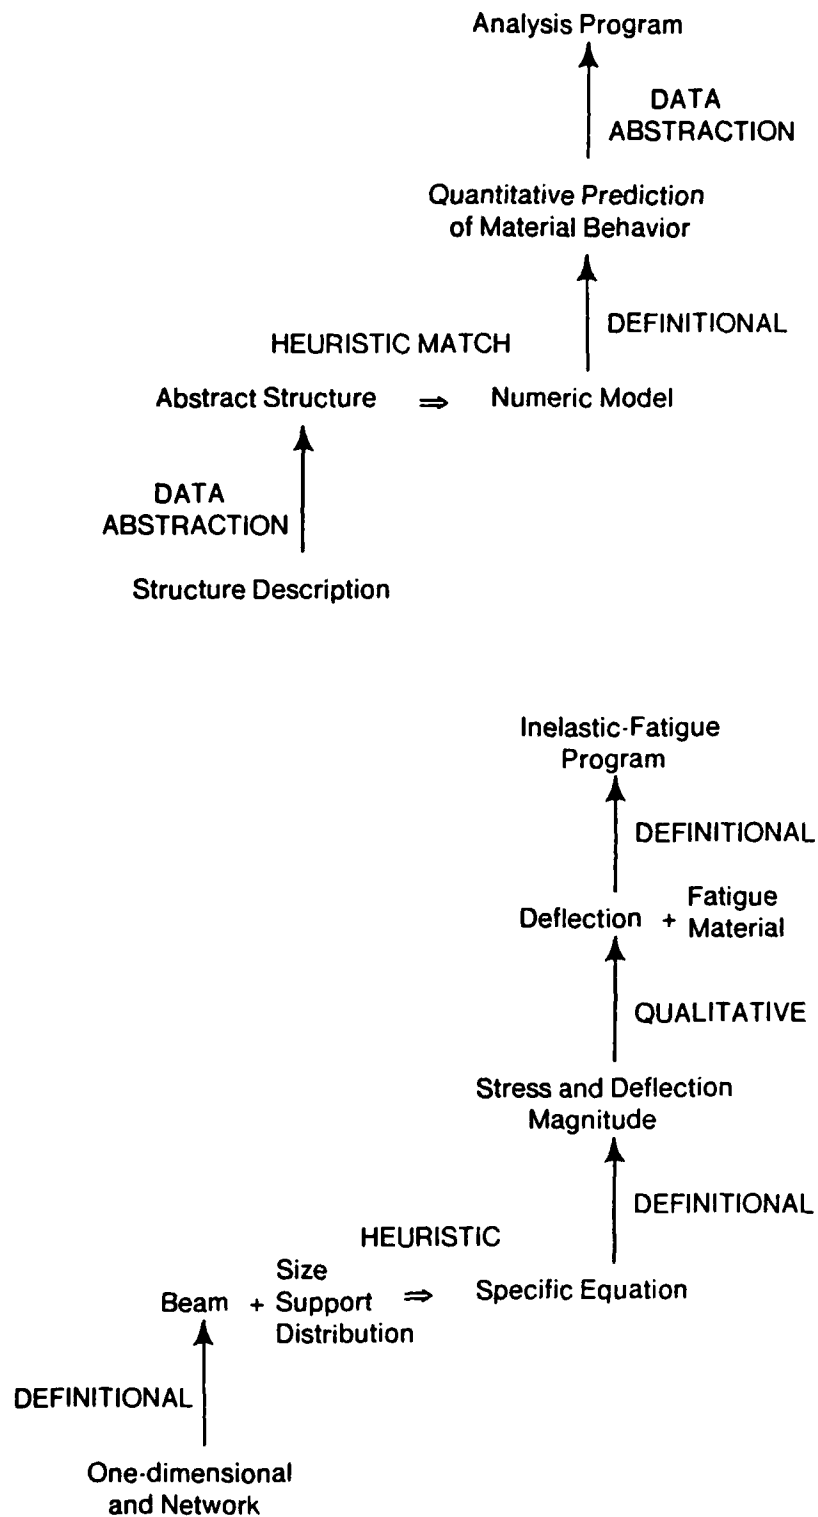 Analysis Program
DATA
ABSTRACTION
Quantitative Prediction
of Material Behavior
DEFINITIONAL
HEURISTIC MATCH
Abstract Structure ⇒ Numeric Model
DATA
ABSTRACTION
Structure Description
Inelastic-Fatigue
Program
DEFINITIONAL
Deflection + Fatigue
Material
QUALITATIVE
Stress and Deflection
Magnitude
DEFINITIONAL
HEURISTIC
Size
Beam + Support ⇒ Specific Equation
Distribution
DEFINITIONAL
One-dimensional
and Network